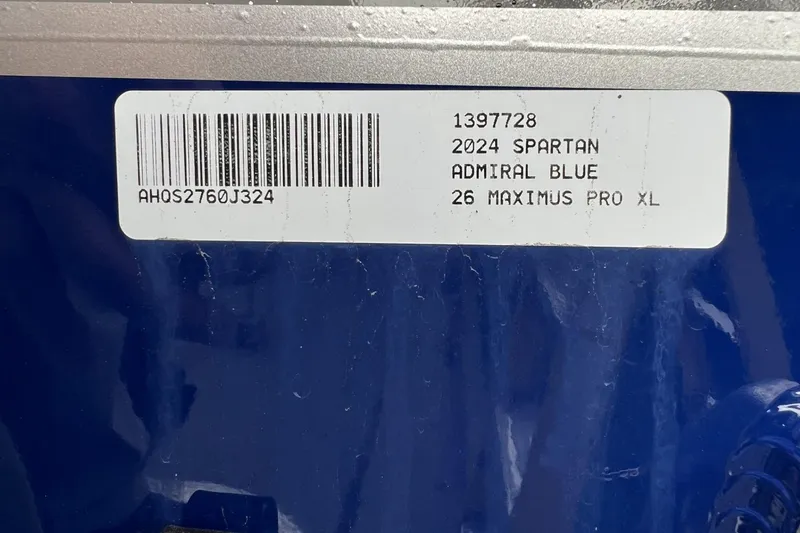 AHQS2760J324
1397728
2024 SPARTAN
ADMIRAL BLUE
26 MAXIMUS PRO XL